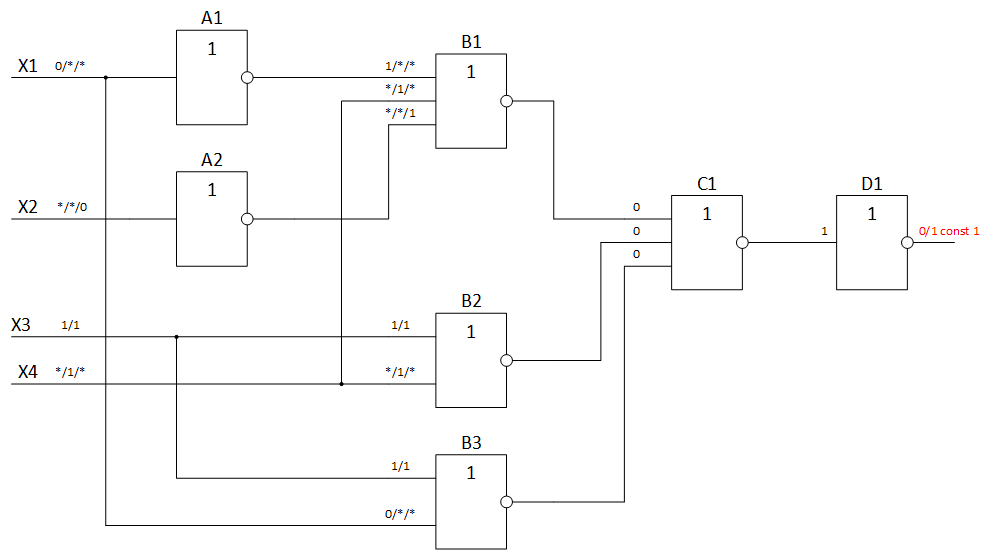 A1
1
X1 0/*/*
B1
1/*/*
1
*/1/*
*/*/1
A2
1
X2 */*/0
C1
D1
0
1
1
0
1
0/1 const 1
0
B2
X3 1/1
1/1
1
X4 */1/*
*/1/*
B3
1/1
1
0/*/*